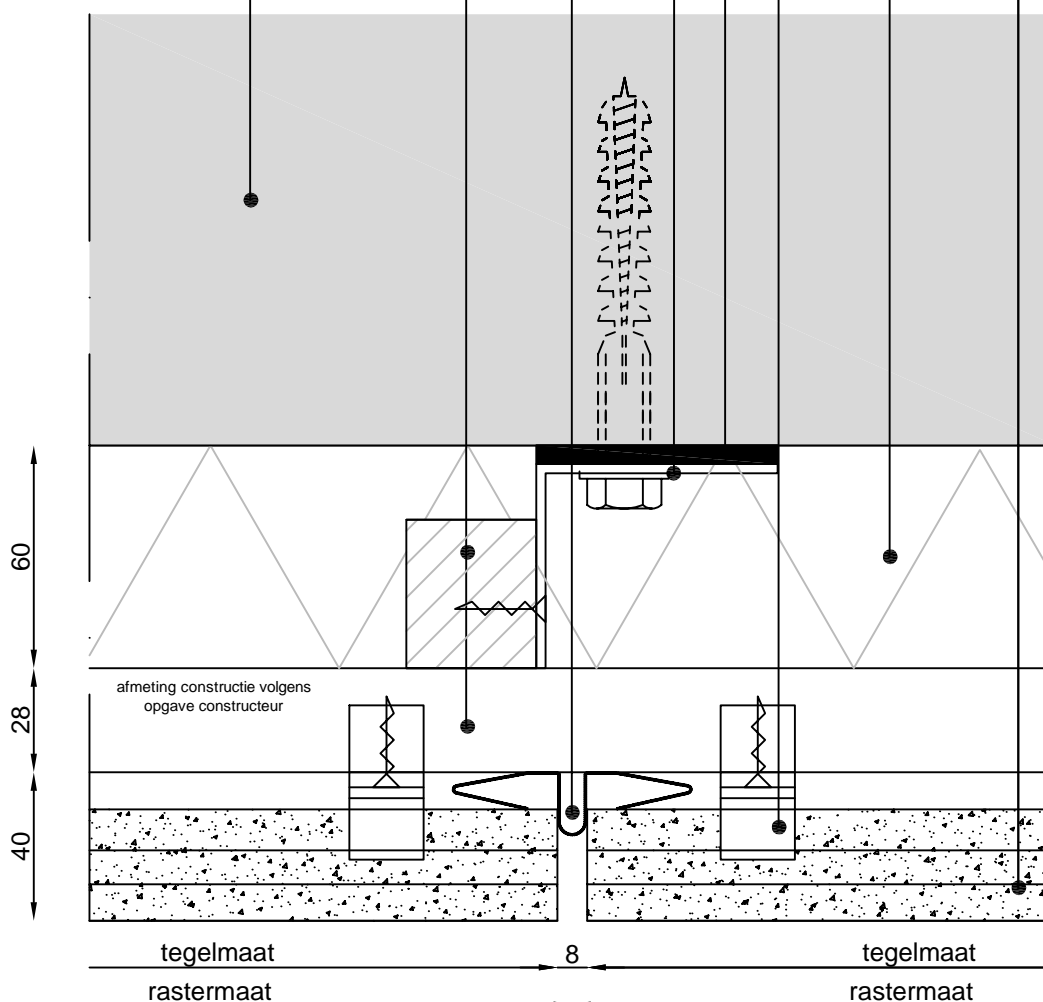 60
afmeting constructie volgens
opgave constructeur
28
40
tegelmaat 8 tegelmaat
rastermaat rastermaat